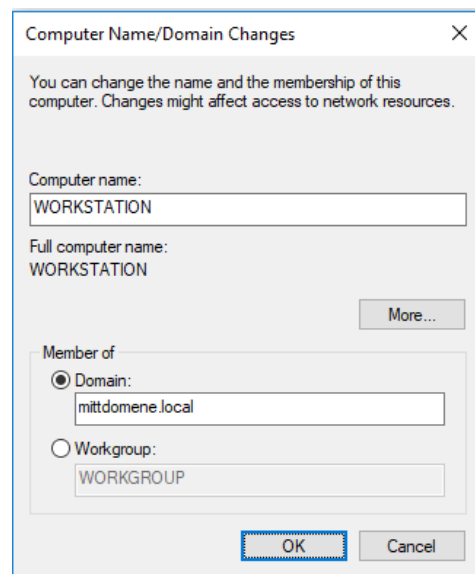 Computer Name/Domain Changes
You can change the name and the membership of this
computer. Changes might affect access to network resources.
Computer name:
WORKSTATION
Full computer name:
WORKSTATION
More...
Member of
Domain:
mittdomene.local
Workgroup:
WORKGROUP
OK
Cancel